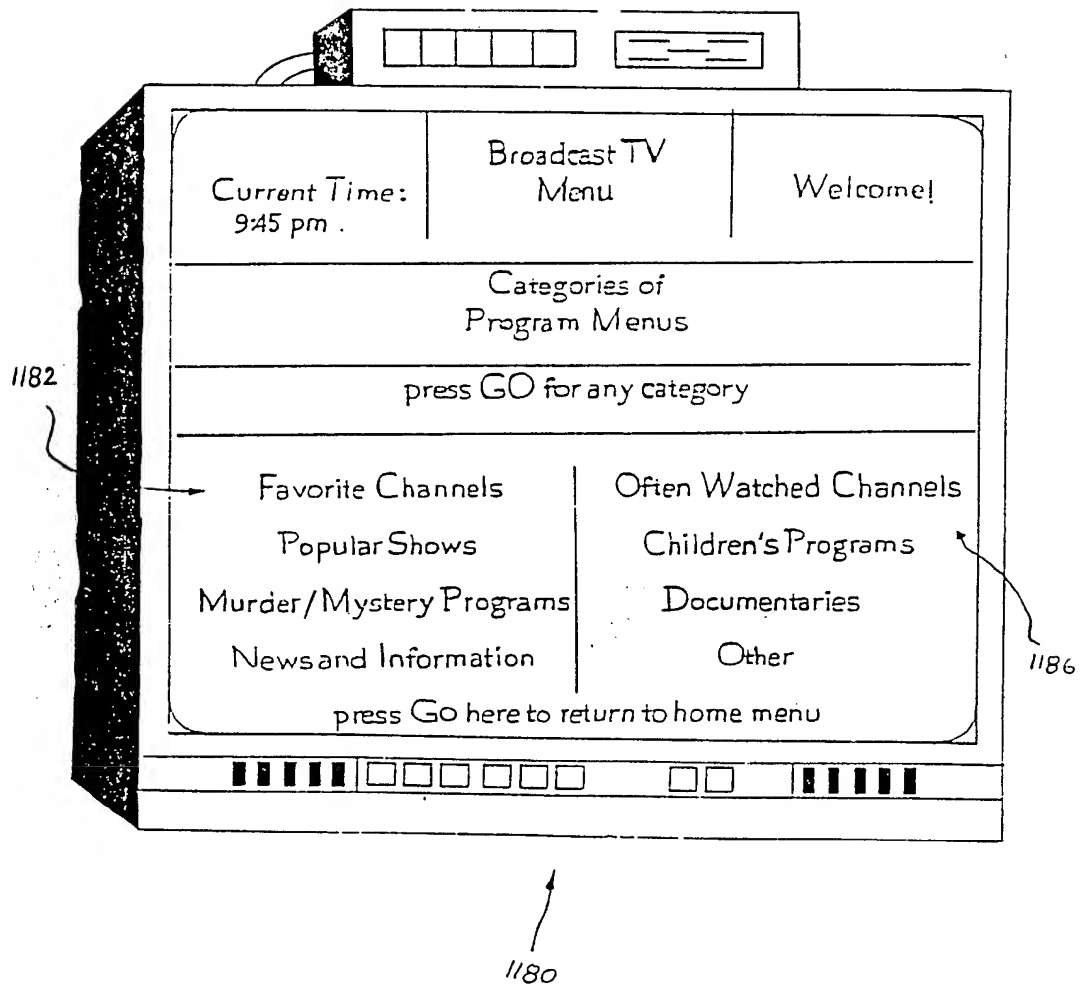 Broadcast TV
Menu
Current Time:
9:45 pm .
Welcome!
Categories of
Program Menus
press GO for any category
1182
Favorite Channels
Often Watched Channels
Popular Shows
Children's Programs
Murder/Mystery Programs
Documentaries
News and Information
Other
1186
press Go here to return to home menu
1180